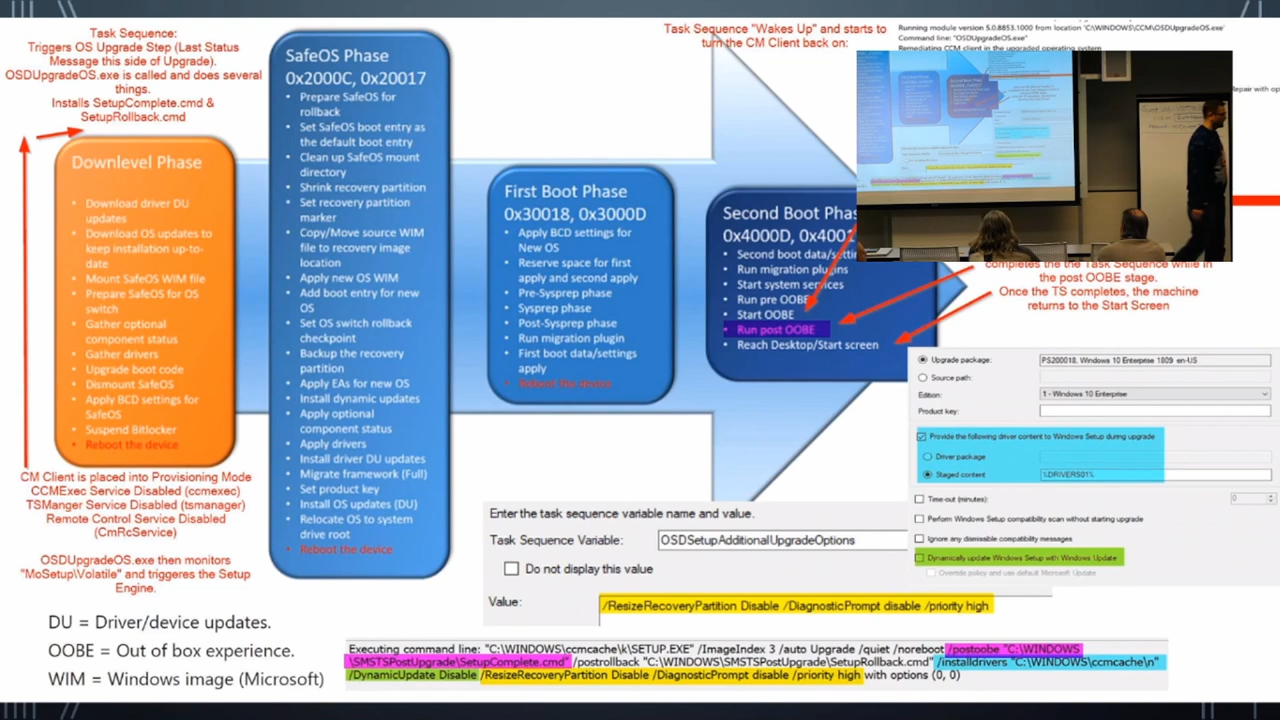 Task Sequence:
Triggers OS Upgrade Step (Last Status
Message this side of Upgrade).
OSDUpgradeOS.exe is called and does several
things.
Installs SetupComplete.cmd &
SetupRollback.cmd
Downlevel Phase
• Download driver DU
updates
• Download OS updates to
keep installation up-to-
date
• Mount SafeOS WIM file
• Prepare SafeOS for OS
switch
• Gather optional
component status
• Gather drivers
• Upgrade boot code
• Dismount SafeOS
• Apply BCD settings for
SafeOS
• Suspend Bitlocker
• Reboot the device
CM Client is placed into Provisioning Mode
CCMExec Service Disabled (ccmexec)
TSManger Service Disabled (tsmanager)
Remote Control Service Disabled
(CmRcService)
OSDUpgradeOS.exe then monitors
"MoSetup\Volatile" and triggeres the Setup
Engine.
DU = Driver/device updates.
OOBE = Out of box experience.
WIM = Windows image (Microsoft)
SafeOS Phase
0x2000C, 0x20017
• Prepare SafeOS for
rollback
• Set SafeOS boot entry as
the default boot entry
• Clean up SafeOS mount
directory
• Shrink recovery partition
• Set recovery partition
marker
• Copy/Move source WIM
file to recovery image
location
• Apply new OS WIM
• Add boot entry for new
OS
• Set OS switch rollback
checkpoint
• Backup the recovery
partition
• Apply EAs for new OS
• Install dynamic updates
• Apply optional
component status
• Apply drivers
• Install driver DU updates
• Migrate framework (Full)
• Set product key
• Install OS updates (DU)
• Relocate OS to system
drive root
• Reboot the device
First Boot Phase
0x30018, 0x3000D
• Apply BCD settings for
New OS
• Reserve space for first
apply and second apply
• Pre-Sysprep phase
• Sysprep phase
• Post-Sysprep phase
• Run migration plugin
• First boot data/settings
apply
• Reboot the device
Task Sequence "Wakes Up" and starts to
turn the CM Client back on:
Running module version 5.0.8853.1000 from location 'C:\WINDOWS\CCM\OSDUpgradeOS.exe'
Command line: "OSDUpgradeOS.exe"
Remediating CCM client in the upgraded operating system
Repair with op
Second Boot Phas
0x4000D, 0x4001
• Second boot data/setti
• Run migration plugins
• Start system services
• Run pre OOBE
• Start OOBE
• Run post OOBE
• Reach Desktop/Start screen
completes the the Task Sequence while in
the post OOBE stage.
Once the TS completes, the machine
returns to the Start Screen
Upgrade package: PS200018, Windows 10 Enterprise 1809 en-US
Source path:
Edition: 1 - Windows 10 Enterprise
Product key:
Provide the following driver content to Windows Setup during upgrade
Driver package
Staged content %DRIVERS01%
Time-out (minutes): 0
Perform Windows Setup compatibility scan without starting upgrade
Ignore any dismissible compatibility messages
Dynamically update Windows Setup with Windows Update
Override policy and use default Microsoft Update
Enter the task sequence variable name and value.
Task Sequence Variable: OSDSetupAdditionalUpgradeOptions
Do not display this value
Value: /ResizeRecoveryPartition Disable /DiagnosticPrompt disable /priority high
Executing command line: "C:\WINDOWS\ccmcache\k\SETUP.EXE" /ImageIndex 3 /auto Upgrade /quiet /noreboot /postoobe "C:\WINDOWS
\SMSTSPostUpgrade\SetupComplete.cmd" /postrollback "C:\WINDOWS\SMSTSPostUpgrade\SetupRollback.cmd" /installdrivers "C:\WINDOWS\ccmcache\n"
/DynamicUpdate Disable /ResizeRecoveryPartition Disable /DiagnosticPrompt disable /priority high with options (0, 0)